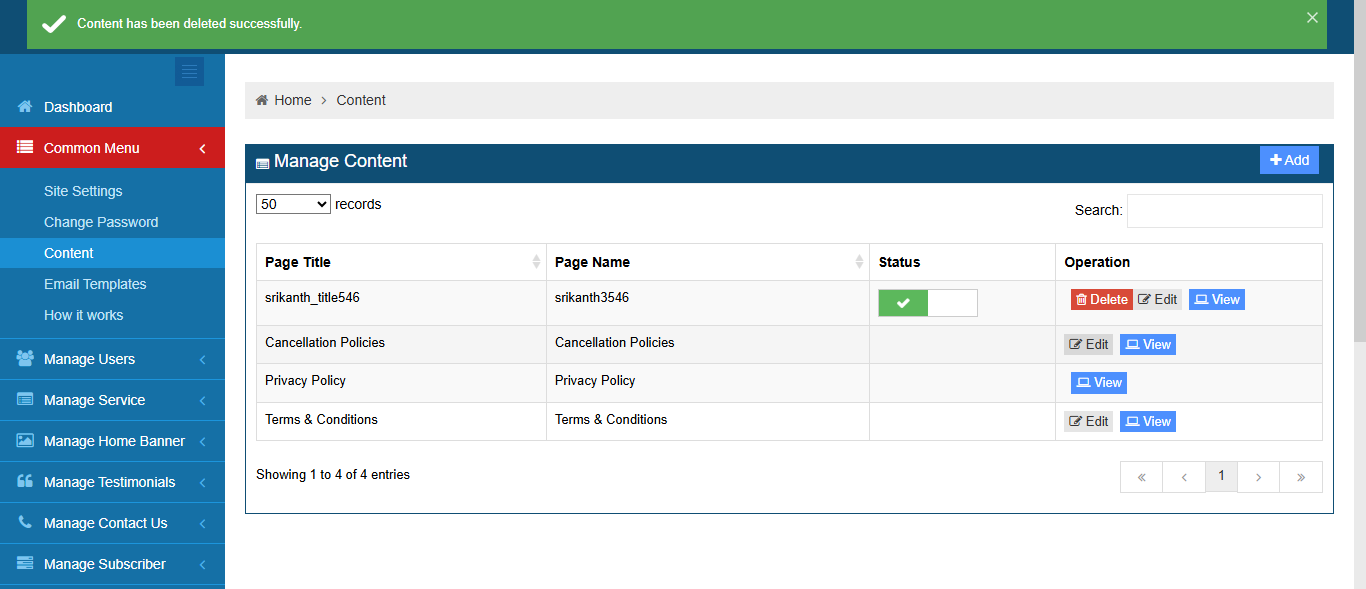 Content has been deleted successfully.
Dashboard
Common Menu
Site Settings
Change Password
Content
Email Templates
How it works
Manage Users
Manage Service
Manage Home Banner
Manage Testimonials
Manage Contact Us
Manage Subscriber
Home > Content
Manage Content
Add
50 records
Search:
Page Title Page Name Status Operation
srikanth_title546 srikanth3546 Delete Edit View
Cancellation Policies Cancellation Policies Edit View
Privacy Policy Privacy Policy View
Terms & Conditions Terms & Conditions Edit View
Showing 1 to 4 of 4 entries
« ‹ 1 › »